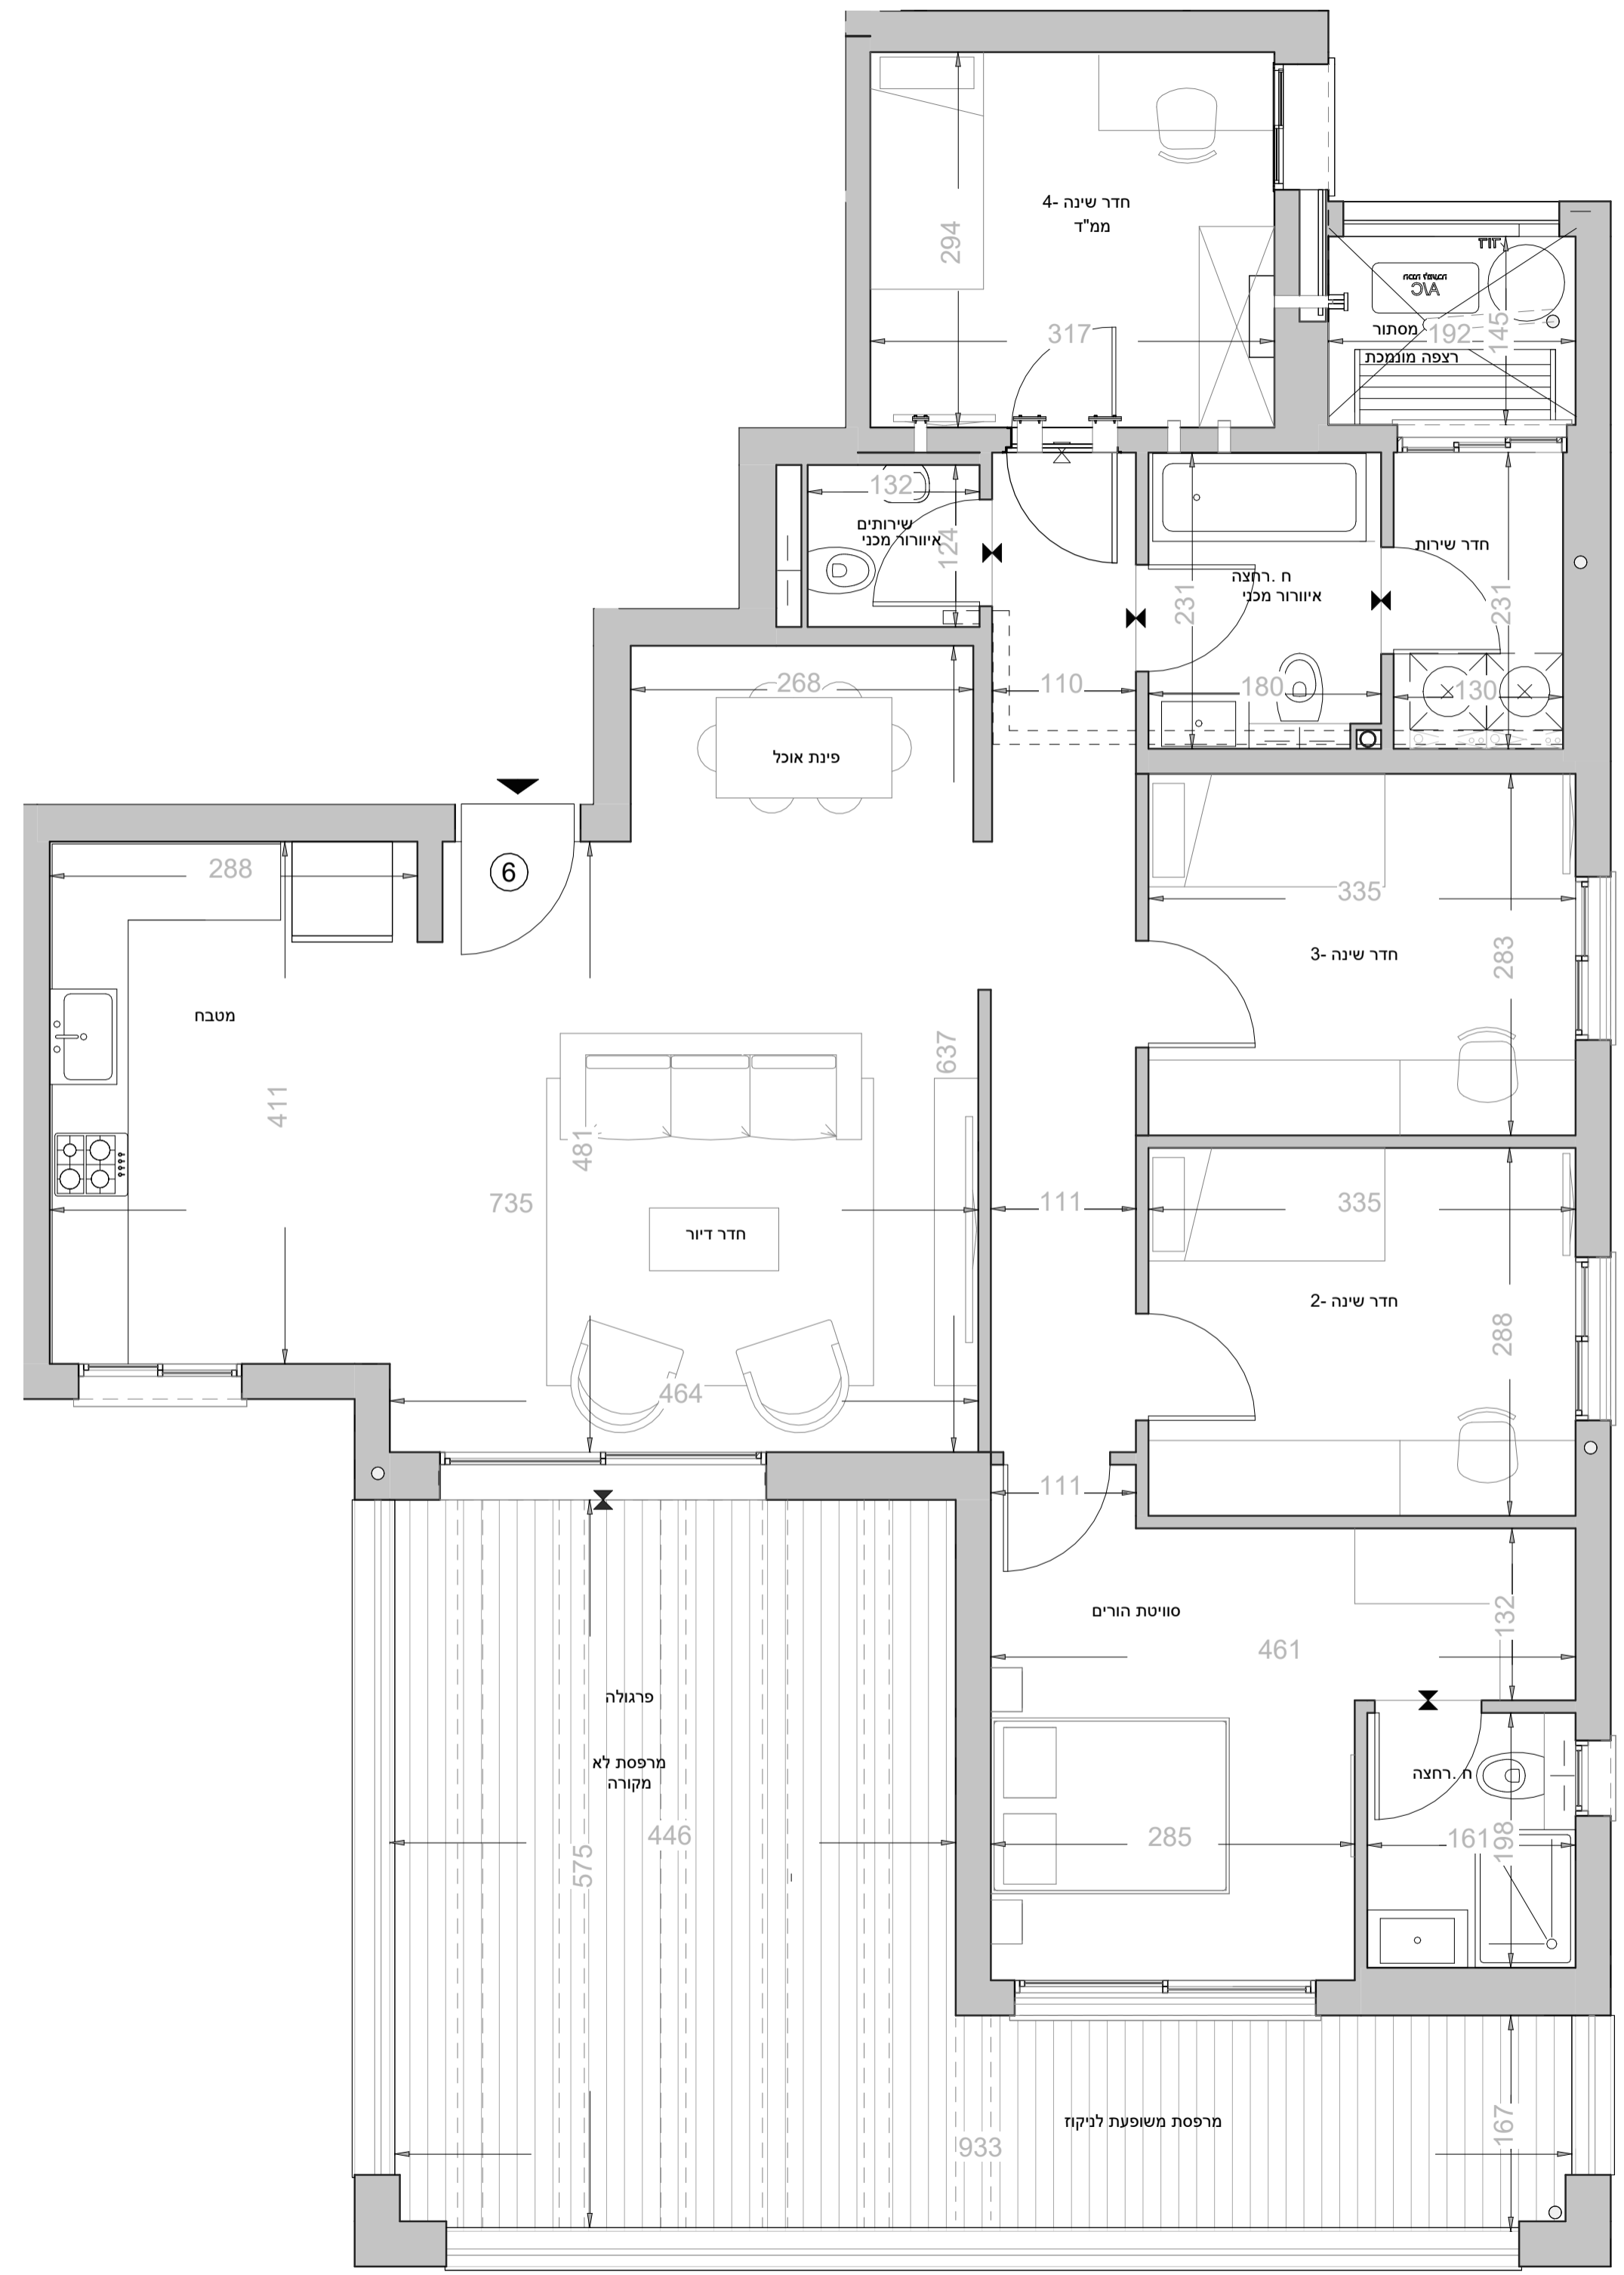 חדר שינה -4
ממ"ד
294
317
דוד
A/C
מסתור
192
145
רצפה מונמכת
132
שירותים
איוורור מכני
124
חדר שירות
ח .רחצה
איוורור מכני
231
231
268
110
180
130
פינת אוכל
6
288
335
חדר שינה -3
283
מטבח
637
411
481
735
111
335
חדר דיור
חדר שינה -2
288
464
111
סוויטת הורים
132
461
פרגולה
מרפסת לא
מקורה
ח .רחצה
446
285
161
198
575
מרפסת משופעת לניקוז
933
167